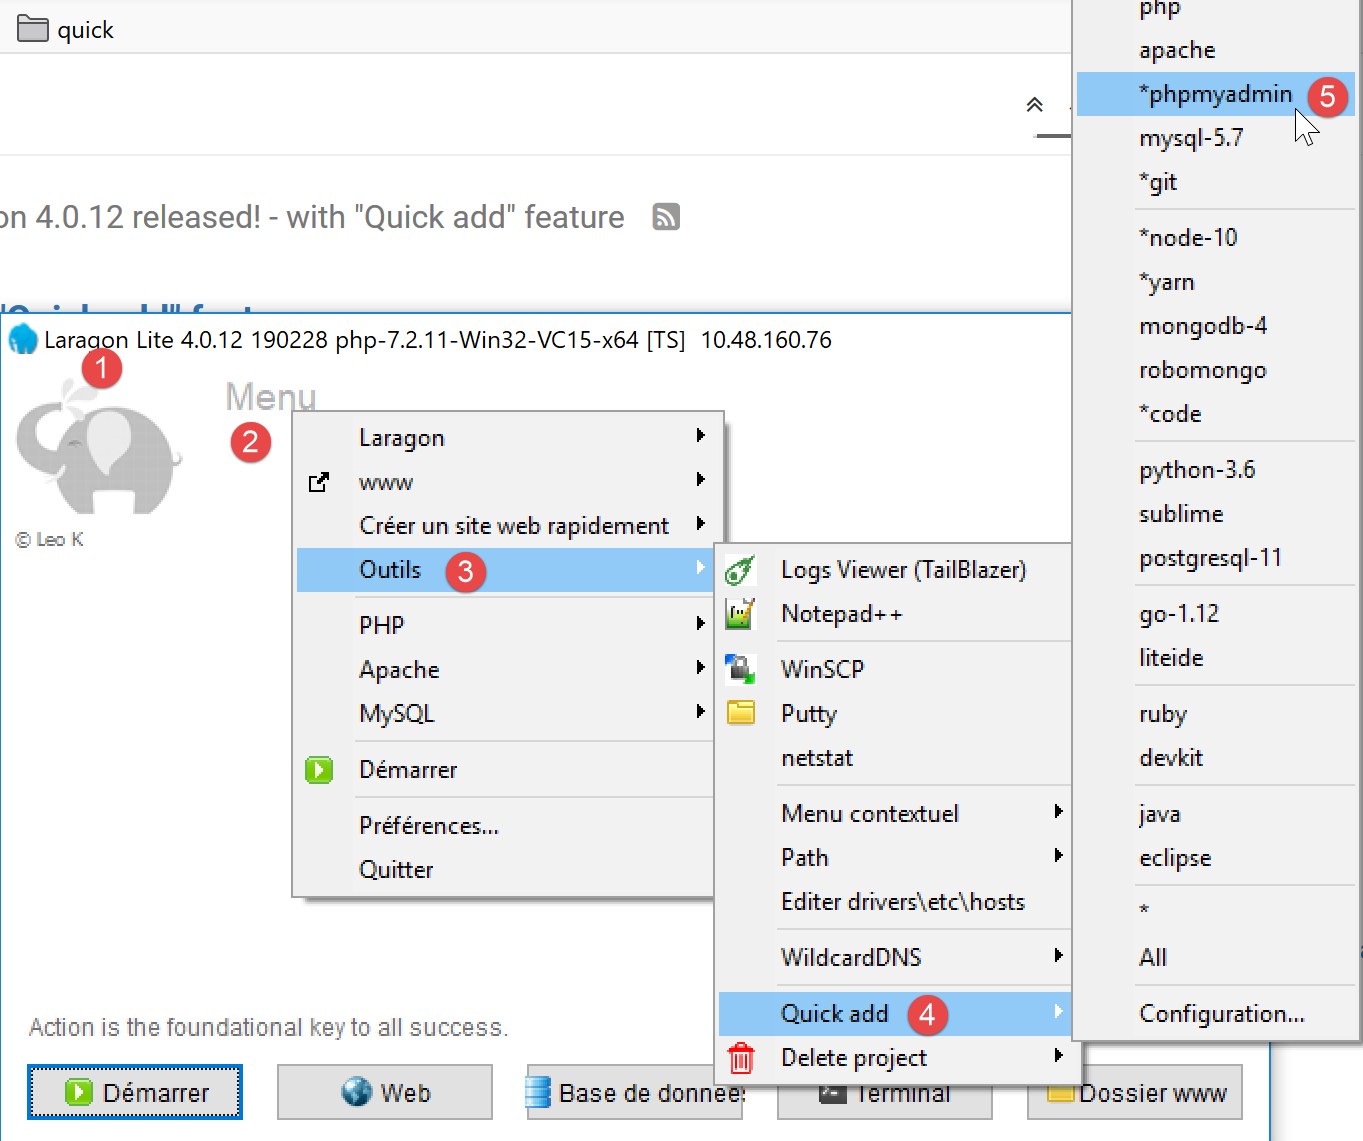 quick
on 4.0.12 released! - with "Quick add" feature
"Quick add" feat
Laragon Lite 4.0.12 190228 php-7.2.11-Win32-VC15-x64 [TS] 10.48.160.76
1
© Leo K
Menu
2
Laragon
www
Créer un site web rapidement
Outils 3
PHP
Apache
MySQL
Démarrer
Préférences...
Quitter
Logs Viewer (TailBlazer)
Notepad++
WinSCP
Putty
netstat
Menu contextuel
Path
Editer drivers\etc\hosts
WildcardDNS
Quick add 4
Delete project
php
apache
*phpmyadmin 5
mysql-5.7
*git
*node-10
*yarn
mongodb-4
robomongo
*code
python-3.6
sublime
postgresql-11
go-1.12
liteide
ruby
devkit
java
eclipse
*
All
Configuration...
Action is the foundational key to all success.
Démarrer
Web
Base de donnée
Terminal
Dossier www